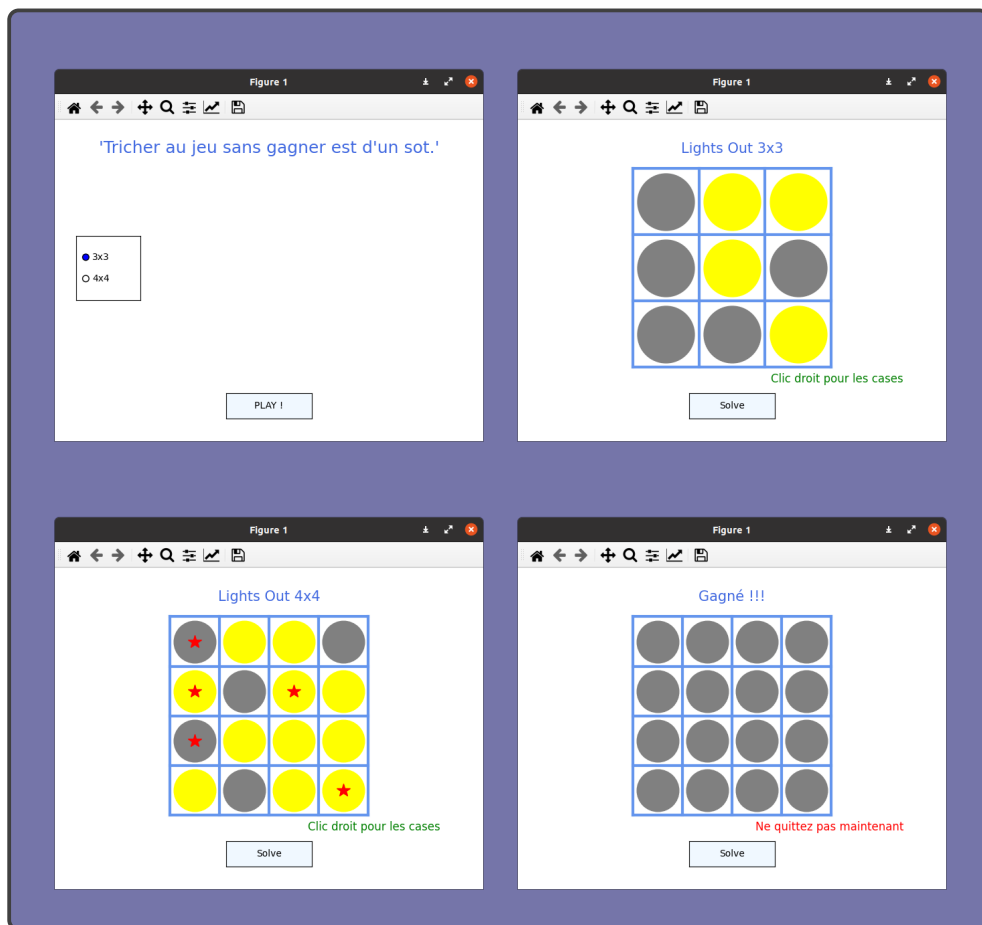 Figure 1
'Tricher au jeu sans gagner est d'un sot.'
3x3
4x4
PLAY !
Figure 1
Lights Out 3x3
Clic droit pour les cases
Solve
Figure 1
Lights Out 4x4
Clic droit pour les cases
Solve
Figure 1
Gagné !!!
Ne quittez pas maintenant
Solve